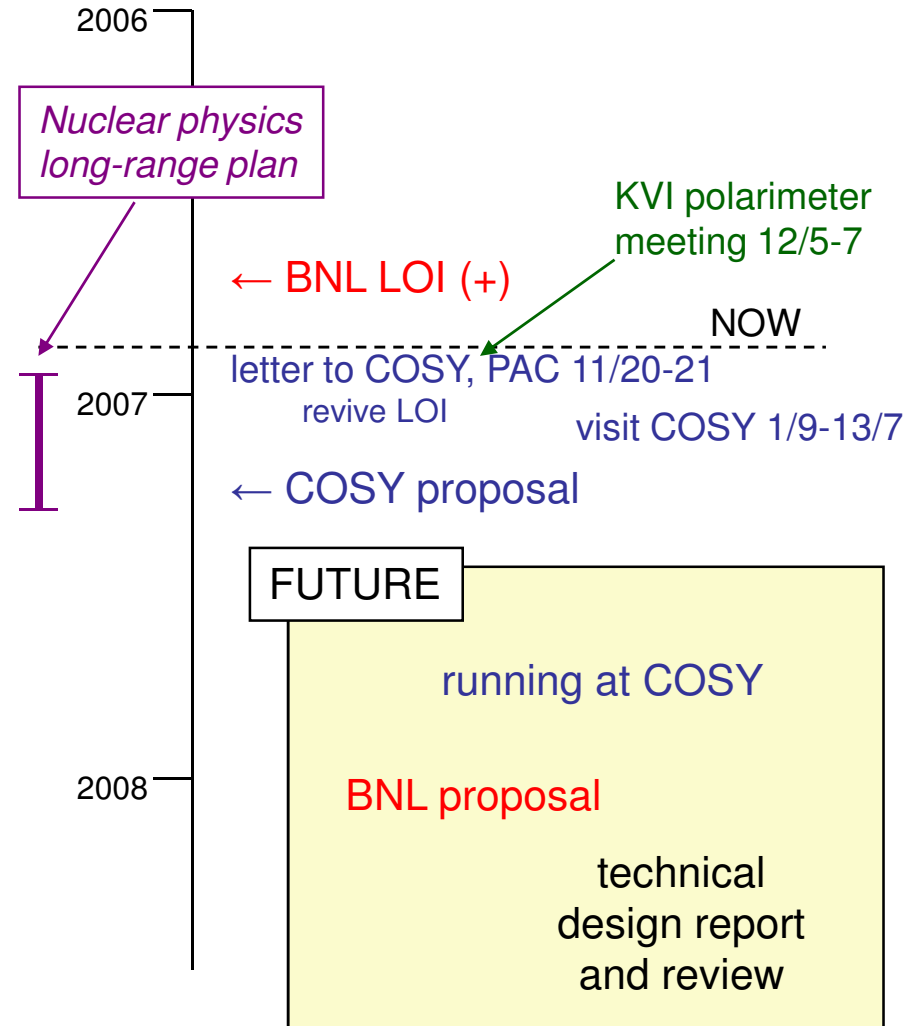 2006
Nuclear physics
long-range plan
KVI polarimeter
meeting 12/5-7
← BNL LOI (+)
NOW
letter to COSY, PAC 11/20-21
2007
revive LOI
visit COSY 1/9-13/7
← COSY proposal
FUTURE
running at COSY
2008
BNL proposal
technical
design report
and review